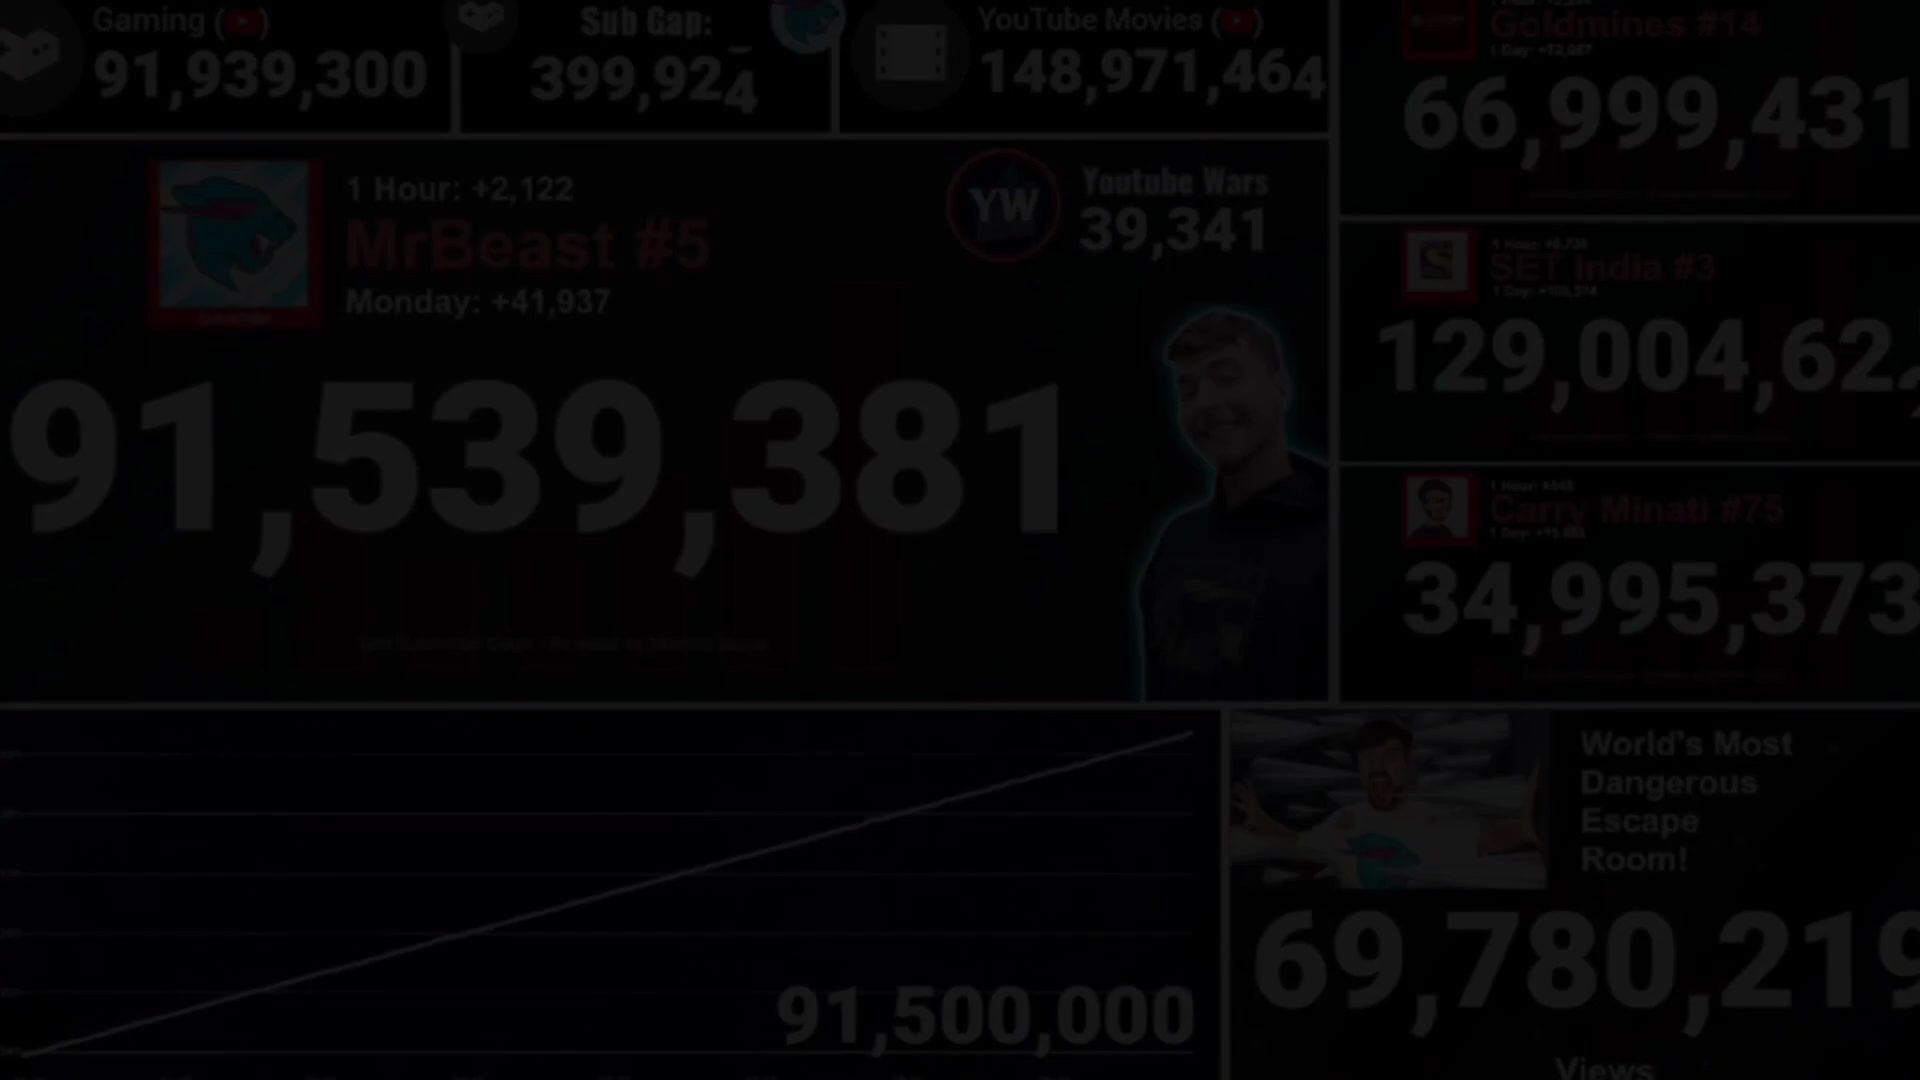 Gaming
91,939,300
Sub Gap:
399,924
YouTube Movies
148,971,464
1 Hour: +2,122
MrBeast #5
Monday: +41,937
YW
Youtube Wars
39,341
91,539,381
Goldmines #14
66,999,431
SET India #3
129,004,62
Carry Minati #75
34,995,373
91,500,000
World's Most
Dangerous
Escape
Room!
69,780,219
Views